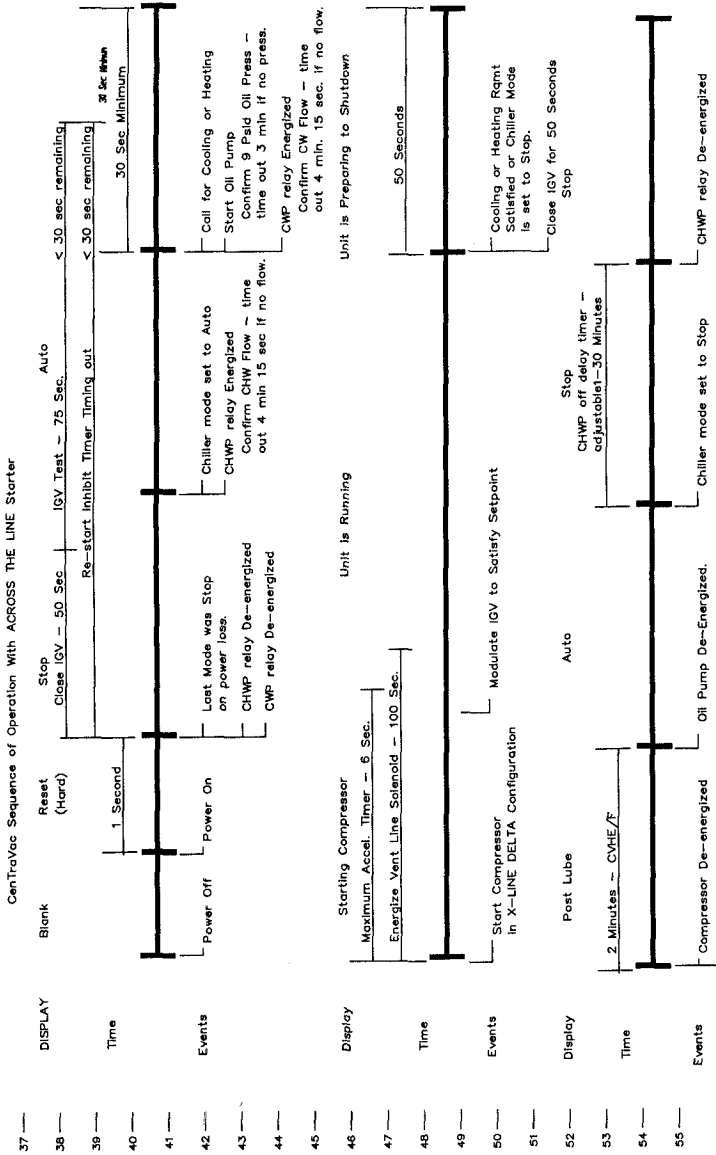 CenTraVac Sequence of Operation With ACROSS THE LINE Starter
37
38
39
40
41
42
43
44
45
46
47
48
49
50
51
52
53
54
55
DISPLAY
Blank
Reset
(Hard)
Stop
Auto
Close IGV - 50 Sec
IGV Test - 75 Sec.
< 30 sec remaining
Re-start Inhibit Timer Timing out
< 30 sec remaining
30 Sec Minimun
Time
1 Second
30 Sec Minimum
Events
Power Off
Power On
Last Mode was Stop
on power loss.
CHWP relay De-energized
CWP relay De-energized
Chiller mode set to Auto
CHWP relay Energized
Confirm CHW Flow - time
out 4 min 15 sec if no flow.
Call for Cooling or Heating
Start Oil Pump
Confirm 9 Psid Oil Press -
time out 3 min if no press.
CWP relay Energized
Confirm CW Flow - time
out 4 min. 15 sec. if no flow.
Display
Starting Compressor
Unit is Running
Unit is Preparing to Shutdown
Maximum Accel. Timer - 6 Sec.
Energize Vent Line Solenoid - 100 Sec.
50 Seconds
Time
Events
Start Compressor
in X-LINE DELTA Configuration
Modulate IGV to Satisfy Setpoint
Cooling or Heating Rqmt
Satisfied or Chiller Mode
is set to Stop.
Close IGV for 50 Seconds
Display
Post Lube
Auto
Stop
Stop
Time
2 Minutes - CVHE/F
CHWP off delay timer -
adjustable1-30 Minutes
Events
Compressor De-energized
Oil Pump De-Energized.
Chiller mode set to Stop
CHWP relay De-energized